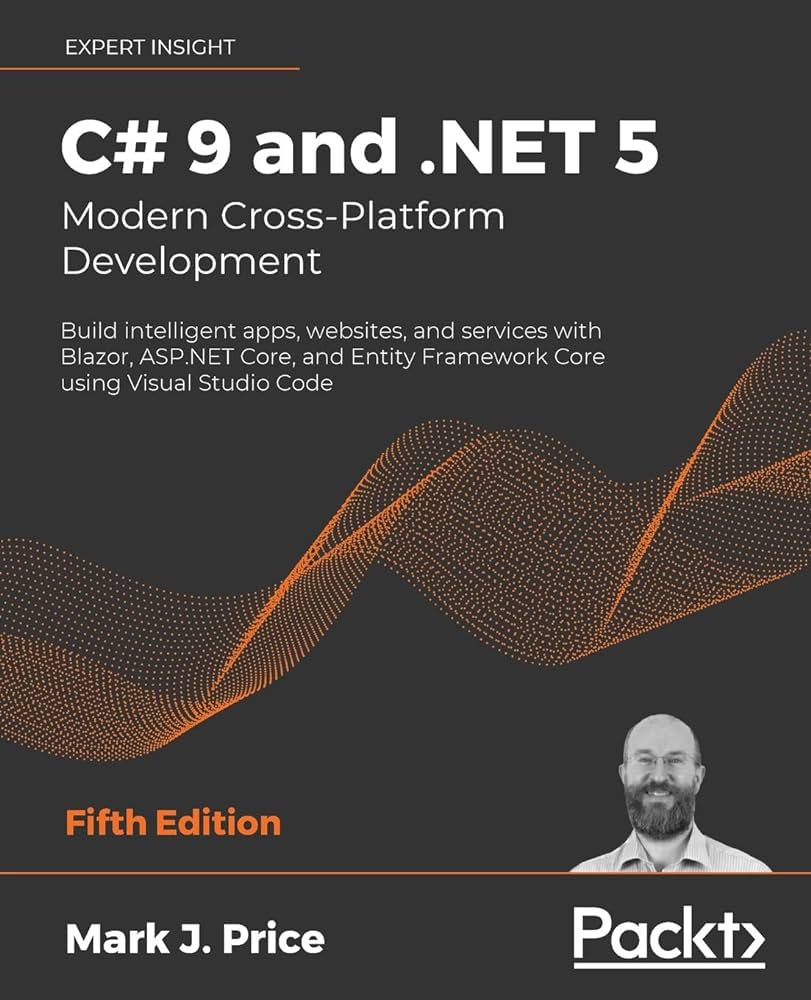 EXPERT INSIGHT
C# 9 and .NET 5
Modern Cross-Platform
Development
Build intelligent apps, websites, and services with
Blazor, ASP.NET Core, and Entity Framework Core
using Visual Studio Code
Fifth Edition
Mark J. Price
Packt>